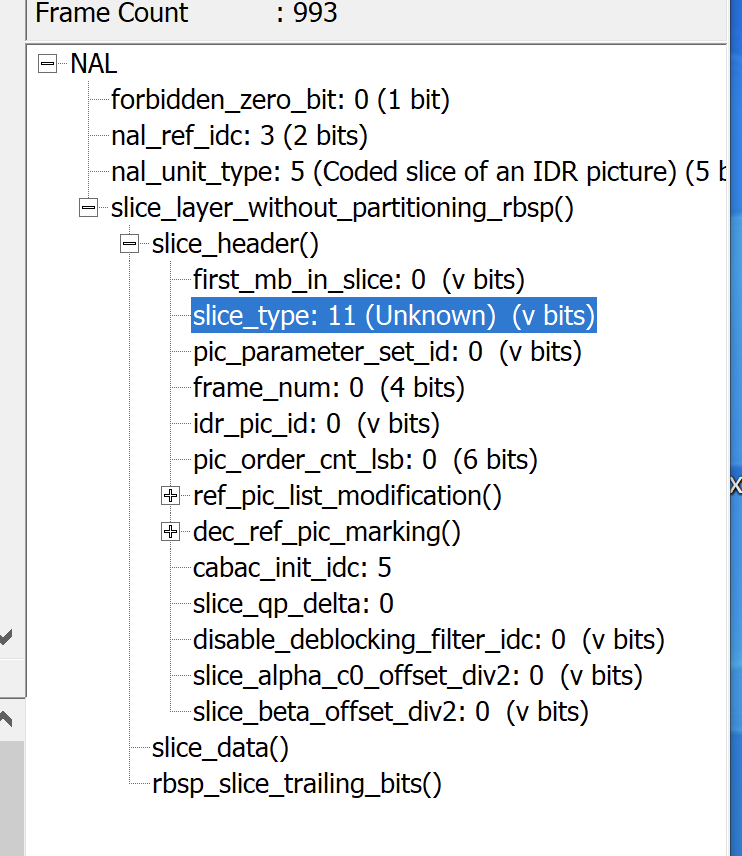 Frame Count : 993
NAL
forbidden_zero_bit: 0 (1 bit)
nal_ref_idc: 3 (2 bits)
nal_unit_type: 5 (Coded slice of an IDR picture) (5 b
slice_layer_without_partitioning_rbsp()
slice_header()
first_mb_in_slice: 0 (v bits)
slice_type: 11 (Unknown) (v bits)
pic_parameter_set_id: 0 (v bits)
frame_num: 0 (4 bits)
idr_pic_id: 0 (v bits)
pic_order_cnt_lsb: 0 (6 bits)
ref_pic_list_modification()
dec_ref_pic_marking()
cabac_init_idc: 5
slice_qp_delta: 0
disable_deblocking_filter_idc: 0 (v bits)
slice_alpha_c0_offset_div2: 0 (v bits)
slice_beta_offset_div2: 0 (v bits)
slice_data()
rbsp_slice_trailing_bits()